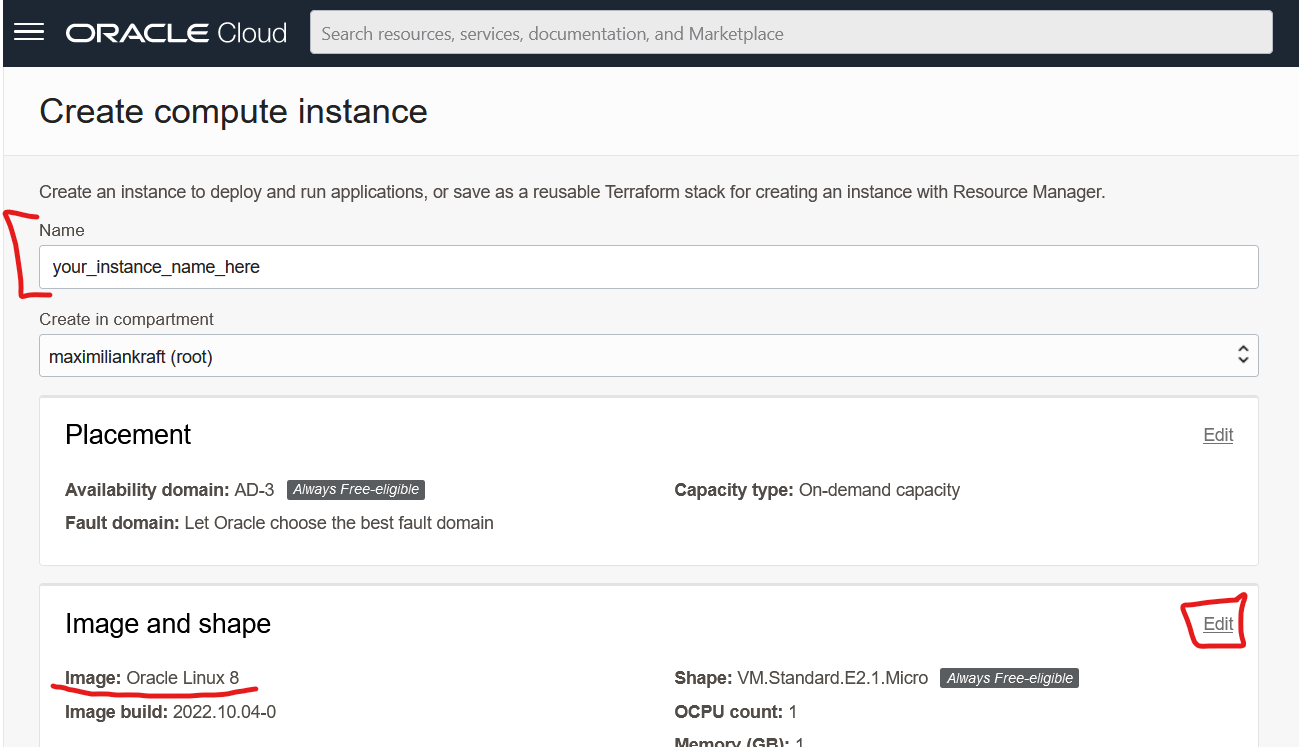 ORACLE Cloud
Search resources, services, documentation, and Marketplace
Create compute instance
Create an instance to deploy and run applications, or save as a reusable Terraform stack for creating an instance with Resource Manager.
Name
your_instance_name_here
Create in compartment
maximiliankraft (root)
Placement
Edit
Availability domain: AD-3 Always Free-eligible
Capacity type: On-demand capacity
Fault domain: Let Oracle choose the best fault domain
Image and shape
Edit
Image: Oracle Linux 8
Shape: VM.Standard.E2.1.Micro Always Free-eligible
Image build: 2022.10.04-0
OCPU count: 1
Memory (GB): 1